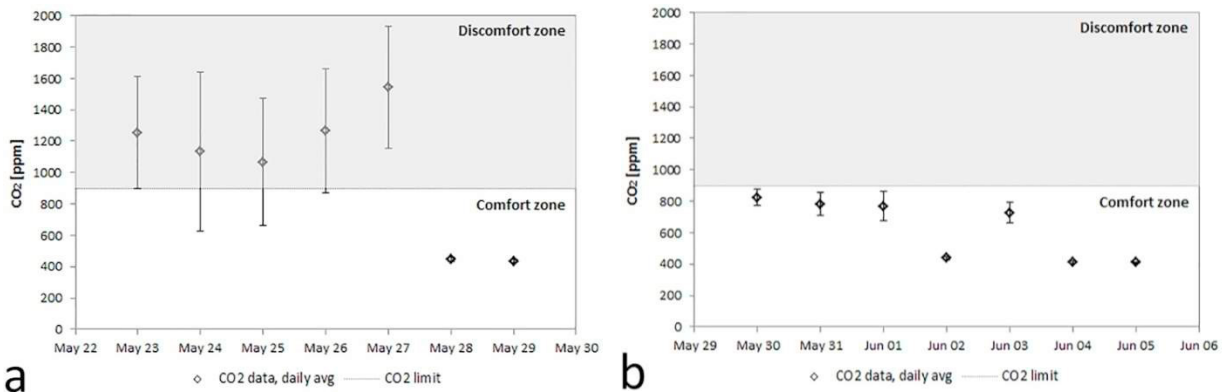 2000
1800
1600
1400
1200
1000
800
600
400
200
0
CO2 [ppm]
Discomfort zone
Comfort zone
May 22 May 23 May 24 May 25 May 26 May 27 May 28 May 29 May 30
CO2 data, daily avg CO2 limit
a
2000
1800
1600
1400
1200
1000
800
600
400
200
0
CO2 [ppm]
Discomfort zone
Comfort zone
May 29 May 30 May 31 Jun 01 Jun 02 Jun 03 Jun 04 Jun 05 Jun 06
CO2 data, daily avg CO2 limit
b